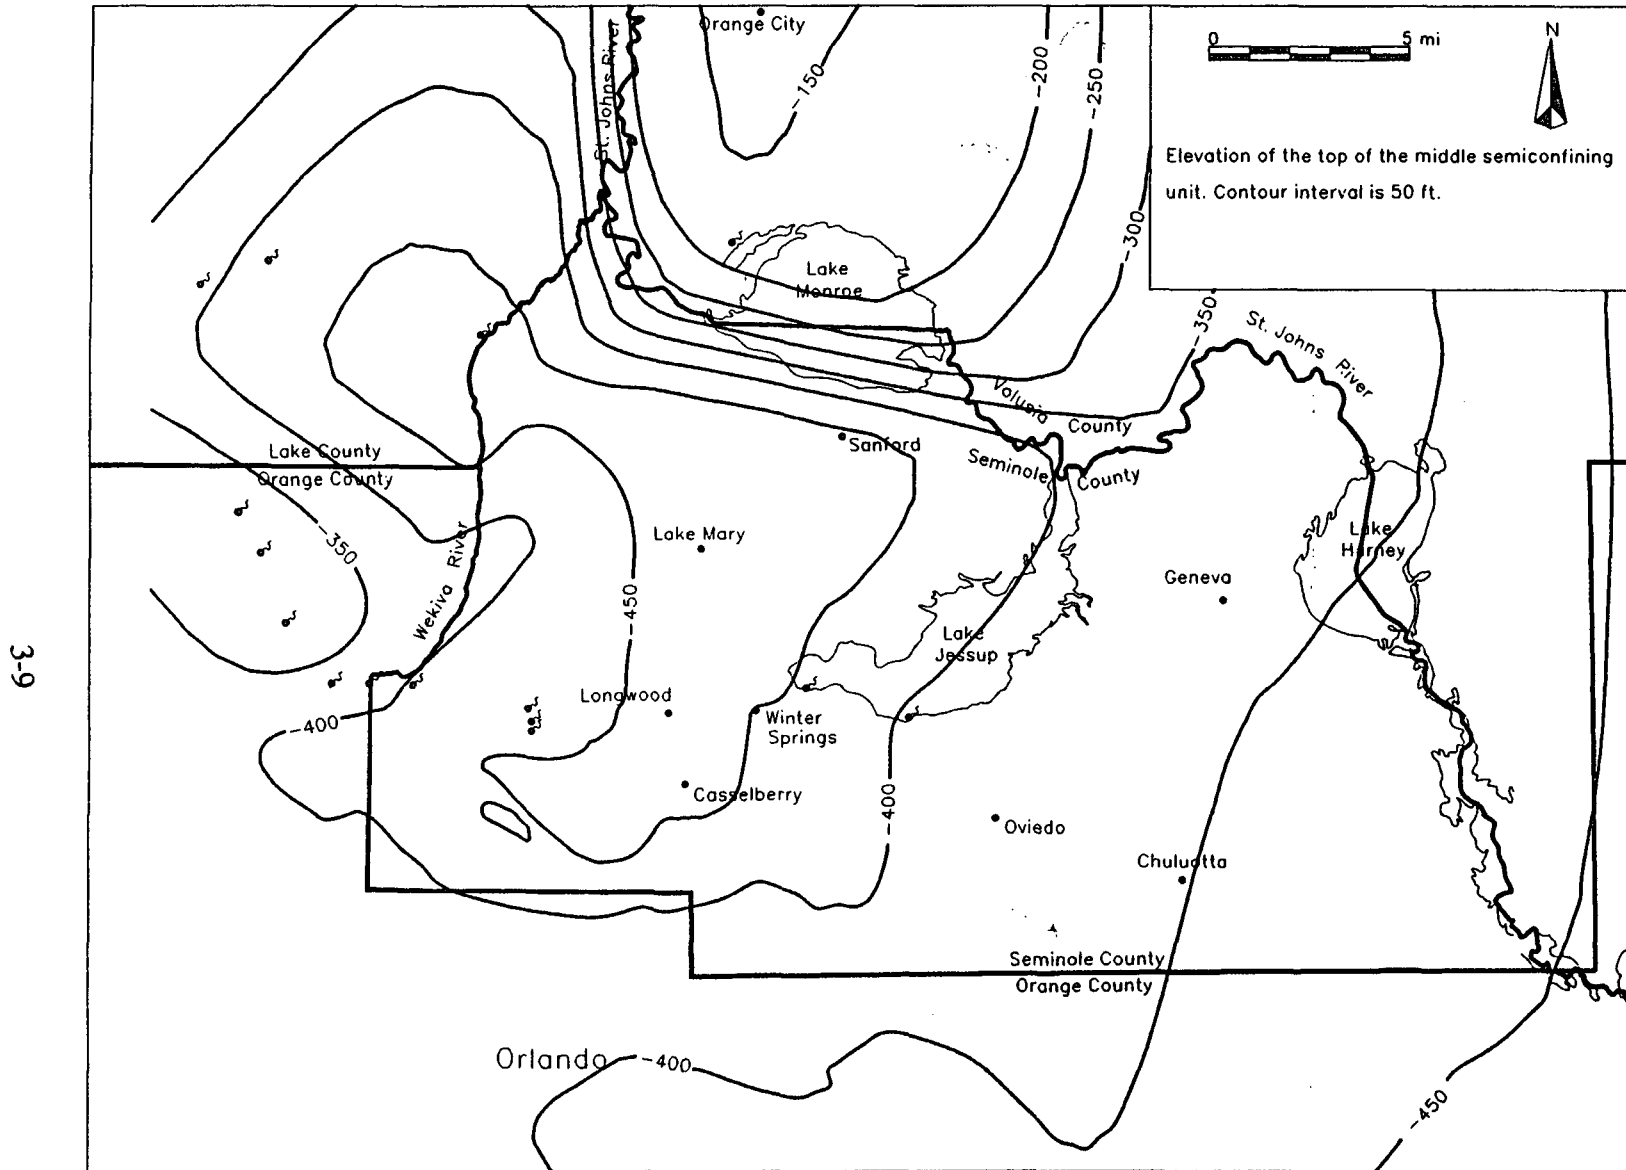 Orange City
0 5 mi
N
Elevation of the top of the middle semiconfining
unit. Contour interval is 50 ft.
St. Johns River
-150
-200
-250
-300
-350
Lake
Monroe
St. Johns River
Volusia County
Seminole County
Sanford
Lake County
Orange County
-350
Wekiva River
Lake Mary
-450
Lake
Harney
Geneva
Lake
Jessup
Longwood
Winter
Springs
-400
Casselberry
-400
Oviedo
Chuluotta
Seminole County
Orange County
Orlando
-400
-450
3-9